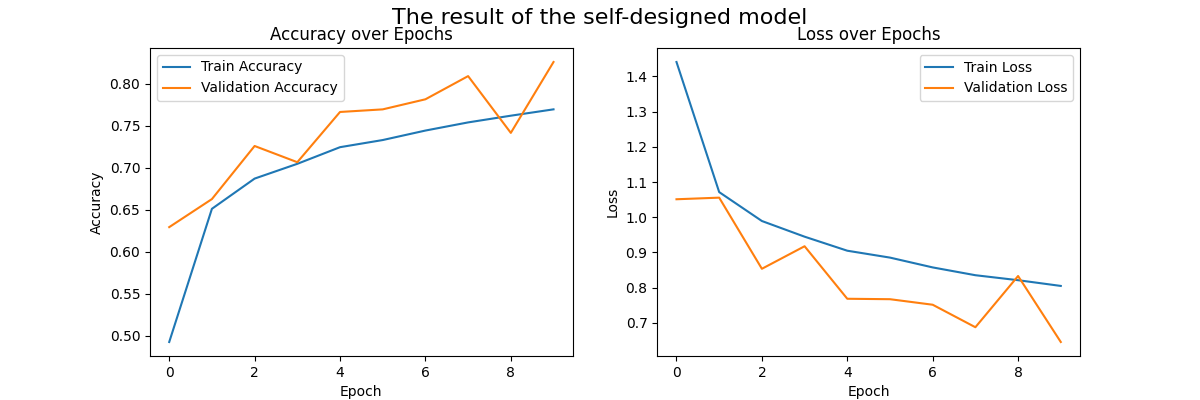 The result of the self-designed model
Accuracy over Epochs
Train Accuracy
Validation Accuracy
0.80
0.75
0.70
0.65
0.60
0.55
0.50
Accuracy
0 2 4 6 8
Epoch
Loss over Epochs
Train Loss
Validation Loss
1.4
1.3
1.2
1.1
1.0
0.9
0.8
0.7
Loss
0 2 4 6 8
Epoch